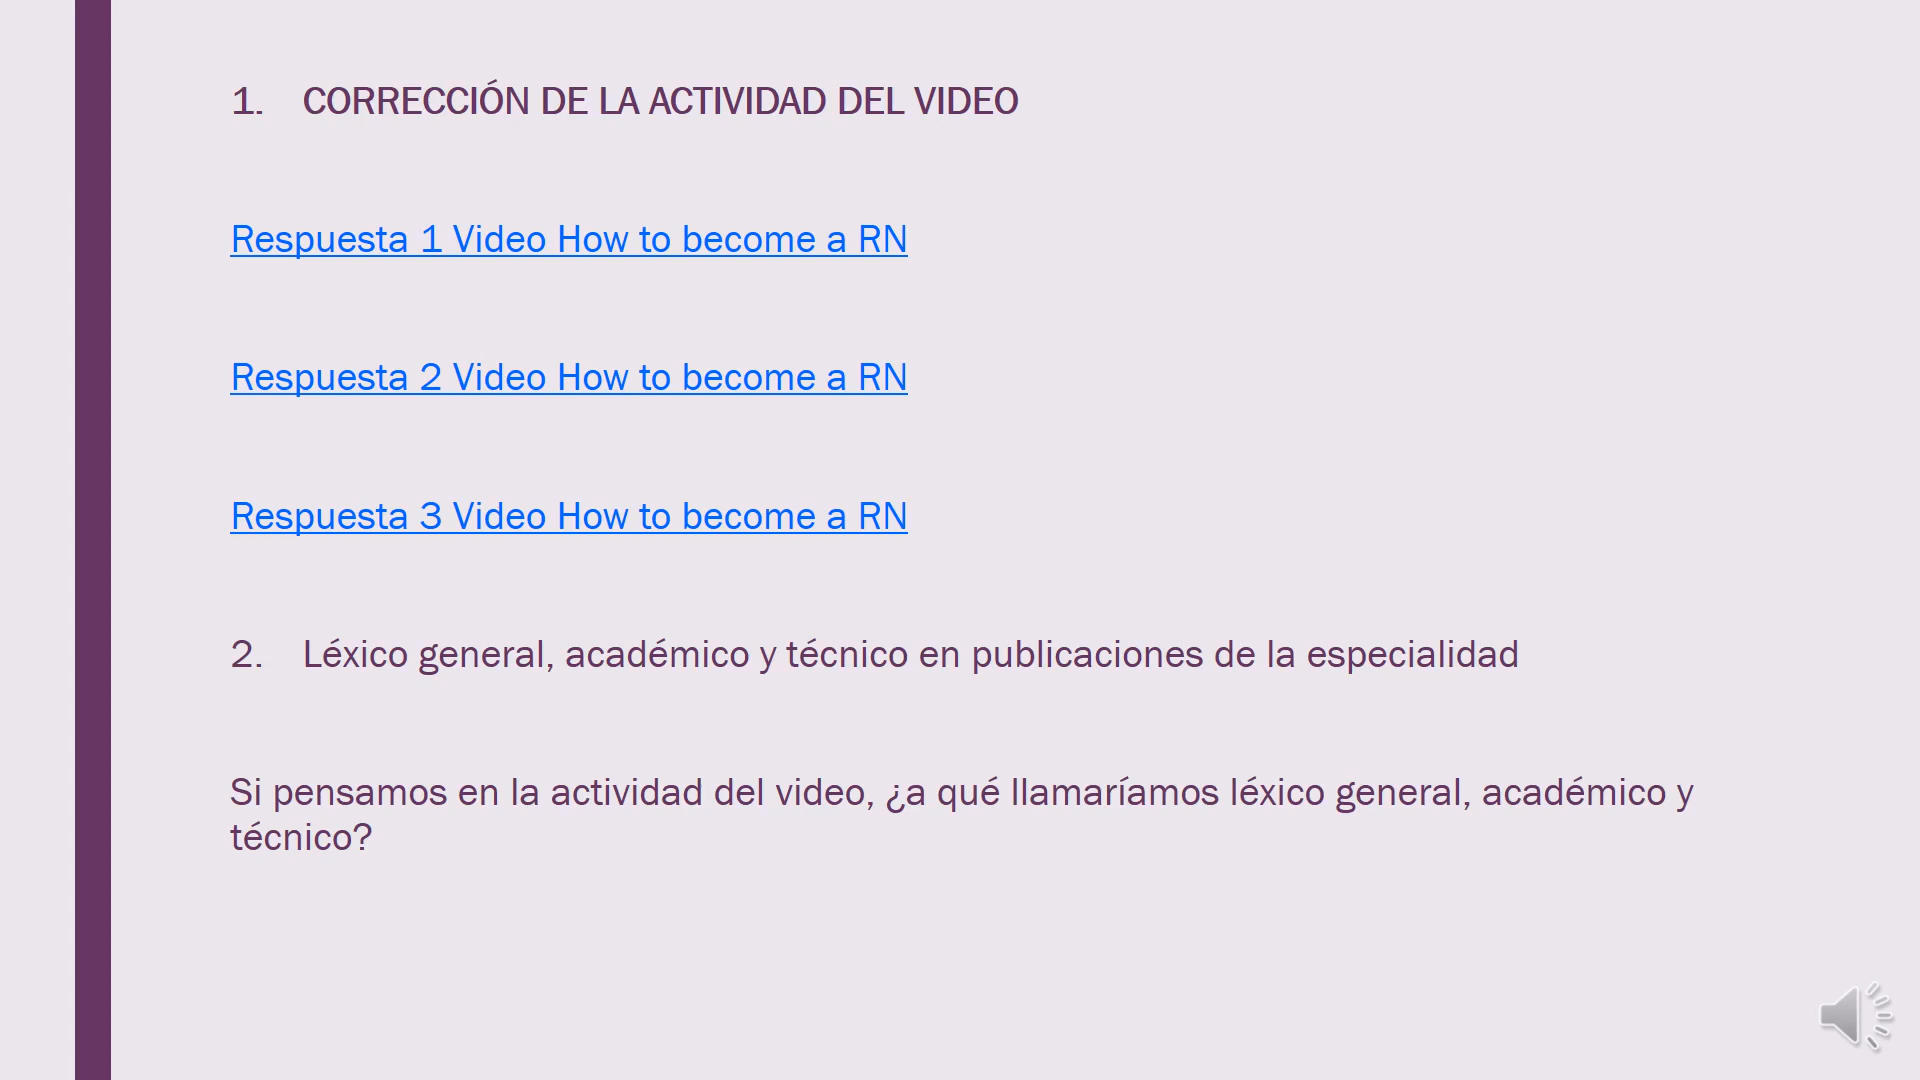 1. CORRECCIÓN DE LA ACTIVIDAD DEL VIDEO
Respuesta 1 Video How to become a RN
Respuesta 2 Video How to become a RN
Respuesta 3 Video How to become a RN
2. Léxico general, académico y técnico en publicaciones de la especialidad
Si pensamos en la actividad del video, ¿a qué llamaríamos léxico general, académico y
técnico?